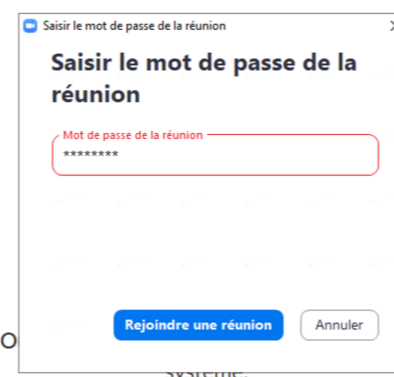 Saisir le mot de passe de la réunion
Saisir le mot de passe de la
réunion
Mot de passe de la réunion
********
Rejoindre une réunion Annuler